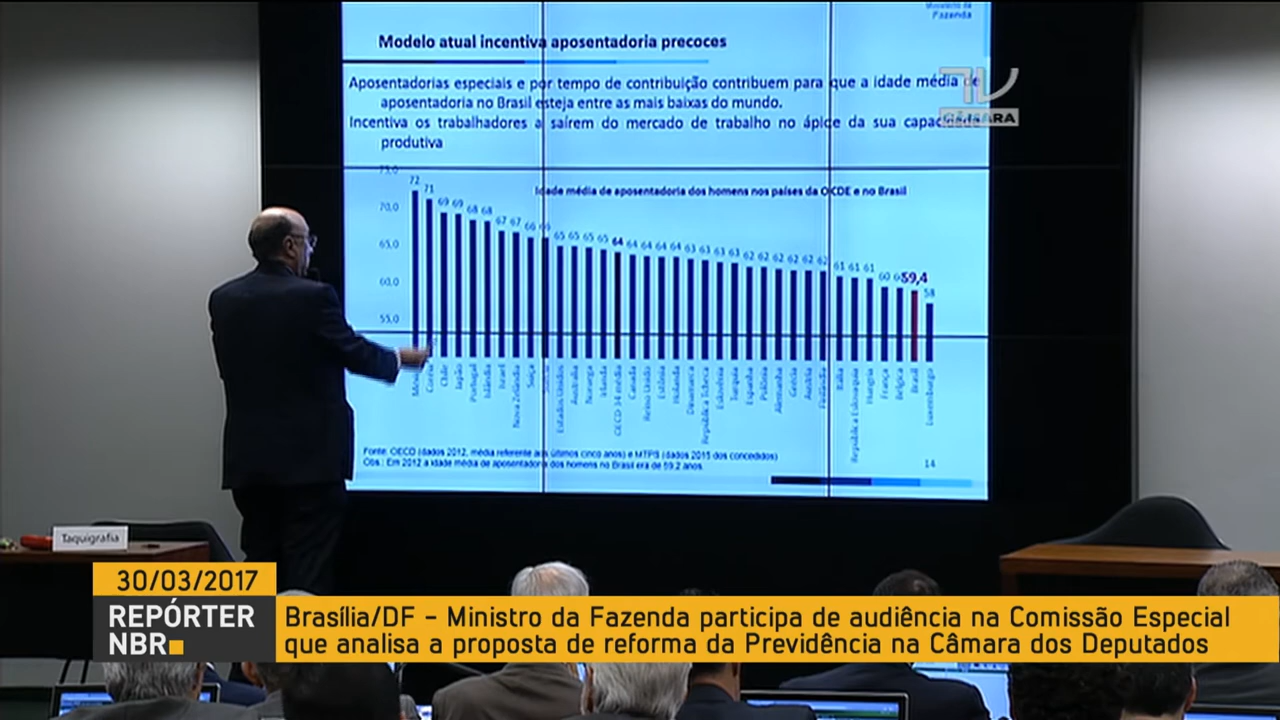 Ministério da
Fazenda
Modelo atual incentiva aposentadoria precoces
Aposentadorias especiais e por tempo de contribuição contribuem para que a idade média de
aposentadoria no Brasil esteja entre as mais baixas do mundo.
Incentiva os trabalhadores a saírem do mercado de trabalho no ápice da sua capacidade
produtiva
TV
CÂMARA
Idade média de aposentadoria dos homens nos países da OCDE e no Brasil
75,0
70,0
65,0
60,0
55,0
72 71 69 69 68 68 67 67 66 66 65 65 65 65 64 64 64 64 64 63 63 63 63 62 62 62 62 62 62 61 61 61 60 60 59,4 58
México
Coreia
Chile
Japão
Portugal
Islândia
Israel
Nova Zelândia
Suíça
Estados Unidos
Austrália
Noruega
Irlanda
OECD 34 média
Canadá
Reino Unido
Estônia
Holanda
Dinamarca
República Tcheca
Eslovênia
Turquia
Espanha
Polônia
Alemanha
Grécia
Áustria
Finlândia
Itália
República Eslovaquia
Hungria
França
Bélgica
Brasil
Luxemburgo
Fonte: OECD (dados 2012, média referente aos últimos cinco anos) e MTPS (dados 2015 dos concedidos)
Obs.: Em 2012 a idade média de aposentadoria dos homens no Brasil era de 59,2 anos
14
Taquigrafia
30/03/2017
REPÓRTER
NBR
Brasília/DF – Ministro da Fazenda participa de audiência na Comissão Especial
que analisa a proposta de reforma da Previdência na Câmara dos Deputados